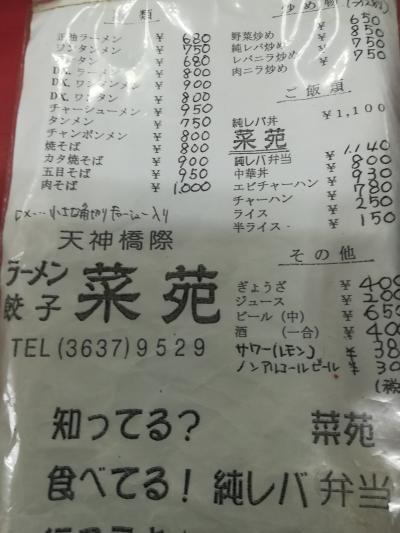 類
正油ラーメン ¥ 680
ワンタンメン ¥ 750
ワンタン ¥ 680
DX.ラーメン ¥ 800
DX.ワンタンメン ¥ 900
DX.ワンタン ¥ 800
チャーシューメン ¥ 950
タンメン ¥ 750
チャンポンメン ¥ 800
焼そば ¥ 800
カタ焼そば ¥ 900
五目そば ¥ 950
肉そば ¥ 1,000
DX…小さな角切りチャーシュー入り
天神橋際
ラーメン
餃子
菜苑
TEL (3637) 9529
炒め物
650
野菜炒め ¥ 850
純レバ炒め ¥ 750
レバニラ炒め ¥ 750
肉ニラ炒め ¥
ご飯類
純レバ丼 ¥1,100
菜苑
純レバ弁当 1,140
中華丼 ¥ 800
エビチャーハン ¥ 930
チャーハン ¥ 780
ライス ¥ 250
半ライス ¥ 150
その他
ぎょうざ ¥ 400
ジュース ¥ 200
ビール (中) ¥ 650
酒 (一合) ¥ 40
サワー(レモン) ¥ 38
ノンアルコールビール ¥ 30
(税
知ってる? 菜苑
食べてる! 純レバ弁当